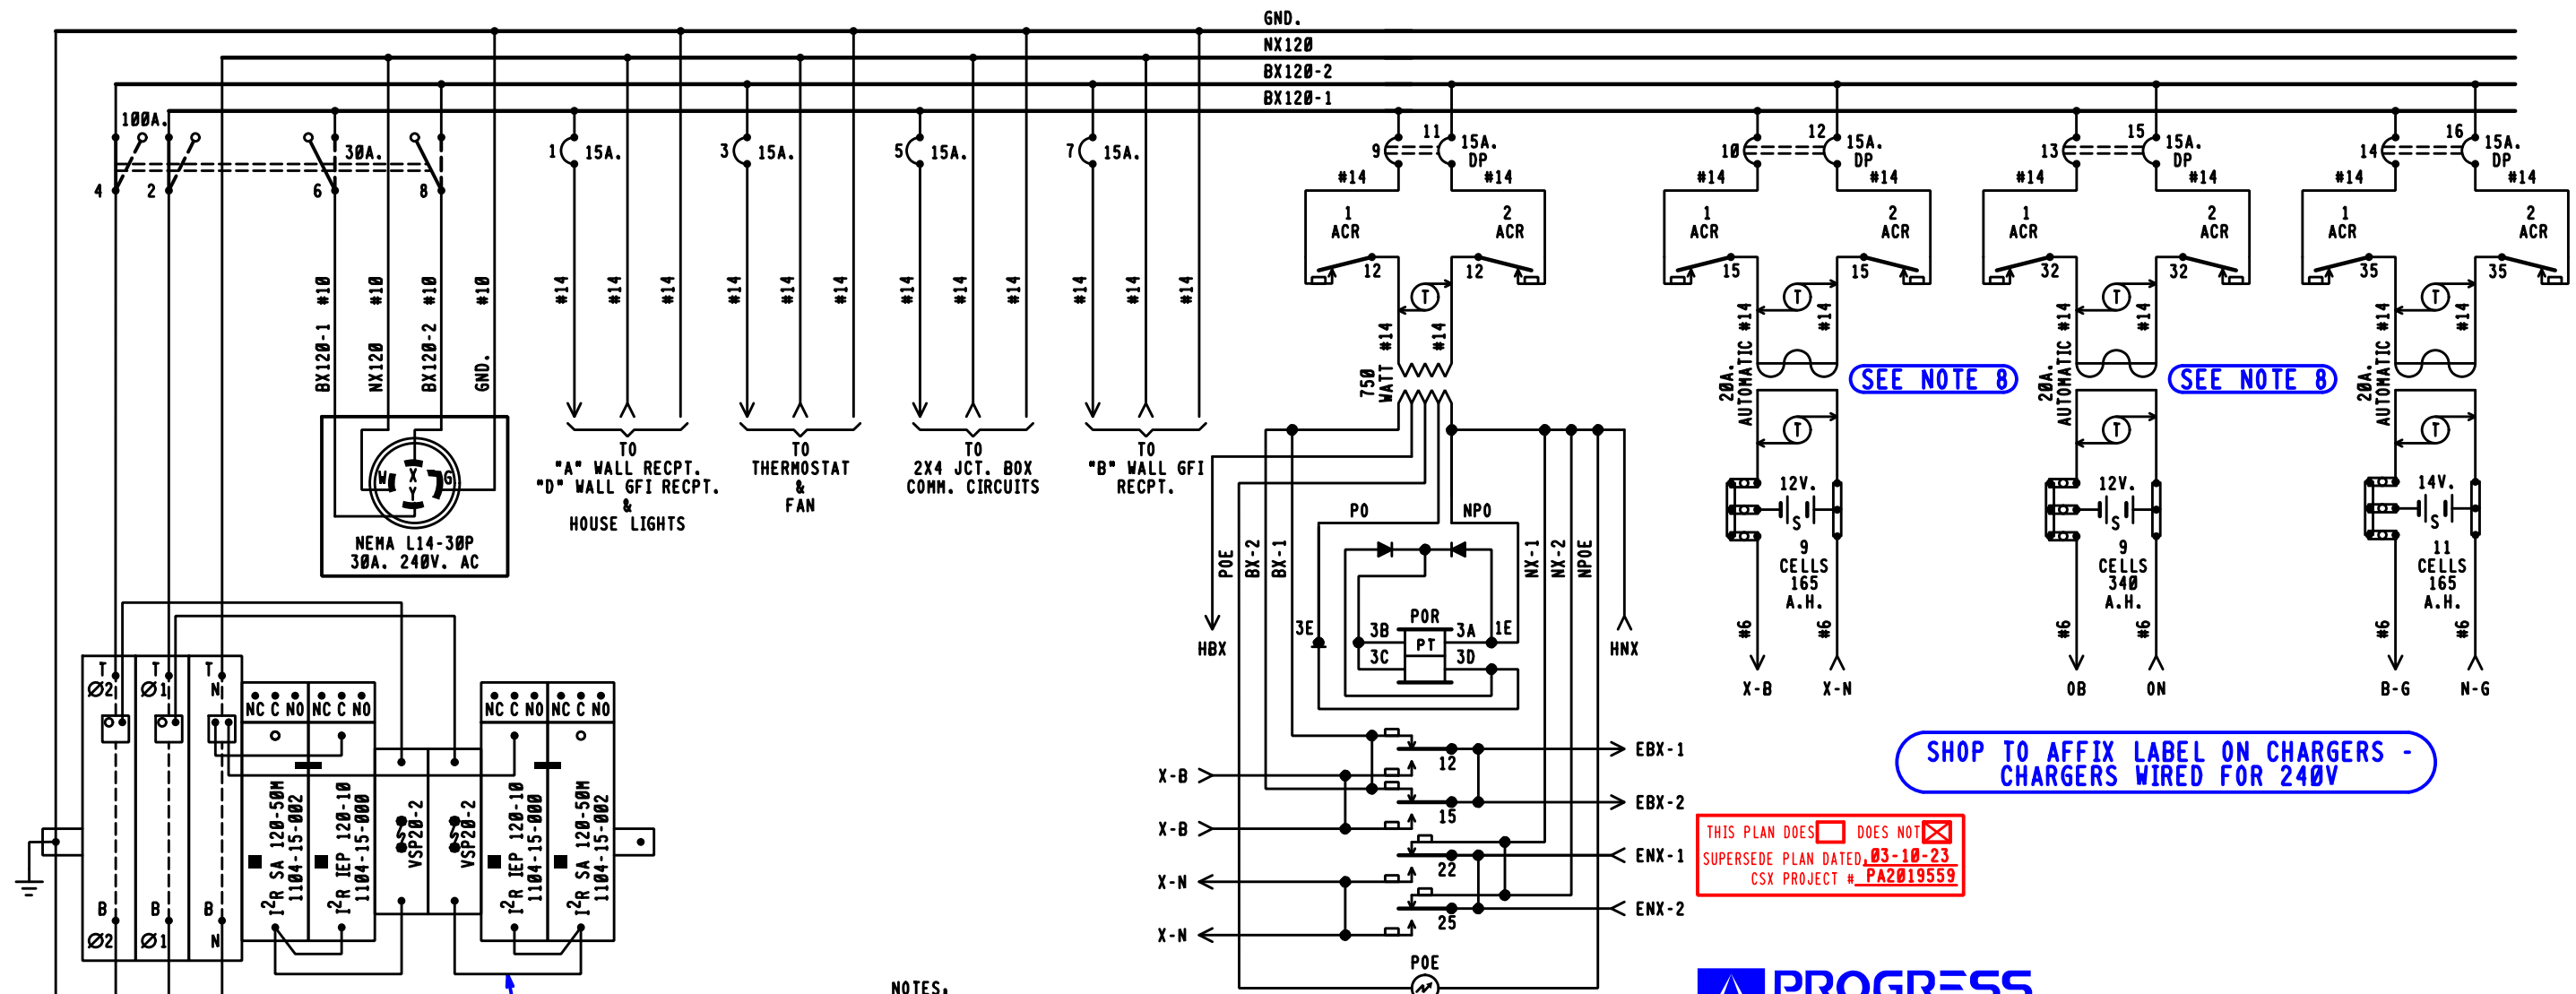 GND.
NX120
BX120-2
BX120-1
100A.
4
2
30A.
6
8
1
15A.
3
15A.
5
15A.
7
15A.
9
11
15A.
DP
10
12
15A.
DP
13
15
15A.
DP
14
16
15A.
DP
#14
#14
#14
#14
#14
#14
#14
#14
1
ACR
2
ACR
1
ACR
2
ACR
1
ACR
2
ACR
1
ACR
2
ACR
12
12
15
15
32
32
35
35
T
T
T
T
BX120-1 #10
NX120 #10
BX120-2 #10
GND. #10
#14
#14
#14
#14
#14
#14
#14
#14
#14
#14
#14
#14
#14
#14
750
WATT
20A.
AUTOMATIC #14
#14
SEE NOTE 8
20A.
AUTOMATIC #14
#14
SEE NOTE 8
20A.
AUTOMATIC #14
#14
T
T
T
W
X
Y
G
NEMA L14-30P
30A. 240V. AC
TO
"A" WALL RECPT.
"D" WALL GFI RECPT.
&
HOUSE LIGHTS
TO
THERMOSTAT
&
FAN
TO
2X4 JCT. BOX
COMM. CIRCUITS
TO
"B" WALL GFI
RECPT.
12V.
S
9
CELLS
165
A.H.
12V.
S
9
CELLS
340
A.H.
14V.
S
11
CELLS
165
A.H.
#6
#6
#6
#6
#6
#6
X-B
X-N
OB
ON
B-G
N-G
POE
BX-2
BX-1
PO
NPO
NX-1
NX-2
NPOE
HBX
HNX
POR
3E
3B
PT
3A
1E
3C
3D
T
Ø2
T
Ø1
T
N
NC C NO
NC C NO
NC C NO
NC C NO
I2R SA 120-50M
1104-15-002
I2R IEP 120-10
1104-15-000
VSP20-2
VSP20-2
I2R IEP 120-10
1104-15-000
I2R SA 120-50M
1104-15-002
B
Ø2
B
Ø1
B
N
12
EBX-1
X-B
15
EBX-2
X-B
22
ENX-1
X-N
25
ENX-2
X-N
POE
SHOP TO AFFIX LABEL ON CHARGERS -
CHARGERS WIRED FOR 240V
THIS PLAN DOES DOES NOT
SUPERSEDE PLAN DATED 03-10-23
CSX PROJECT # PA2019559
NOTES.
PROGRESS